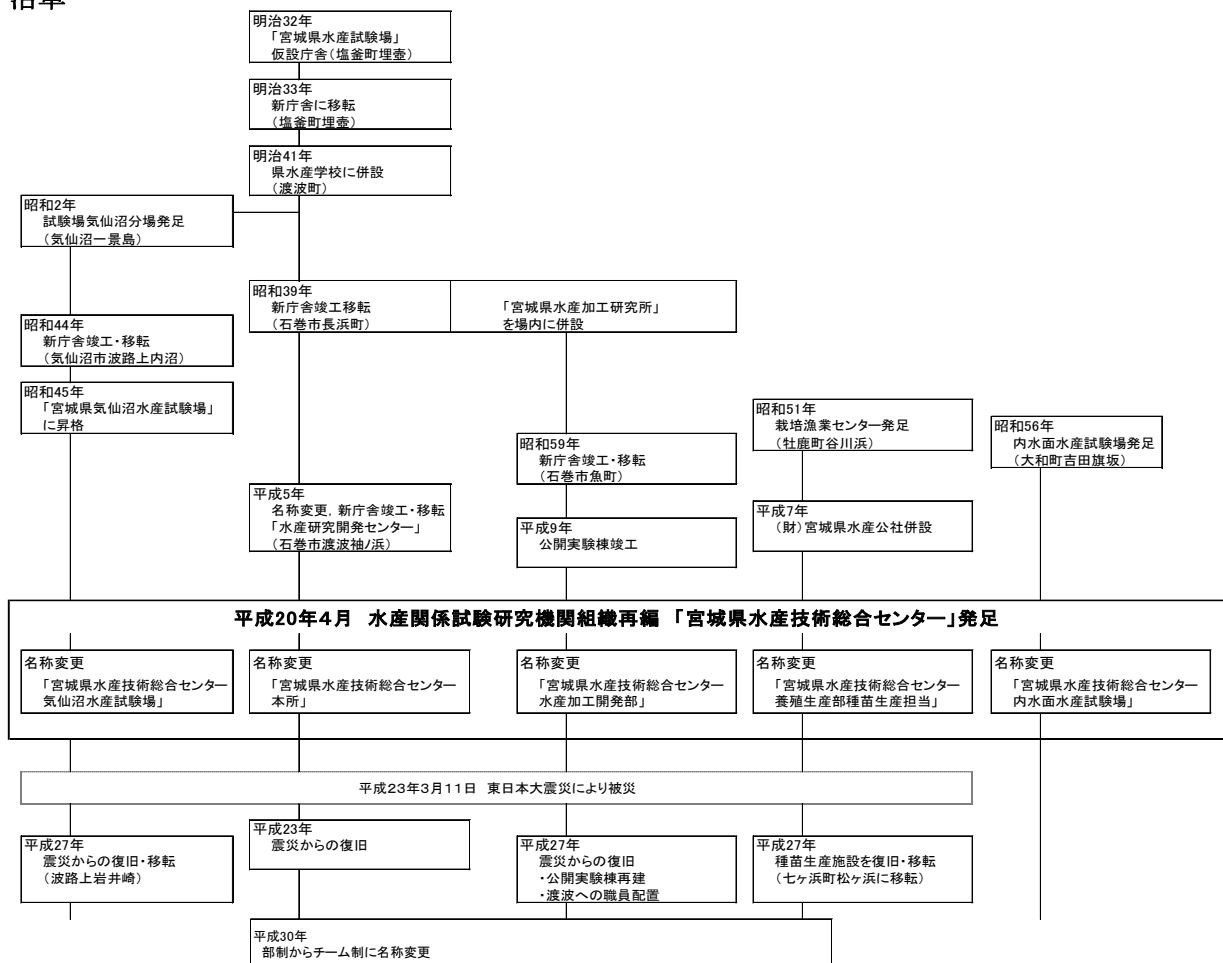 沿革
明治32年
「宮城県水産試験場」
仮設庁舎(塩釜町埋壺)
明治33年
新庁舎に移転
(塩釜町埋壺)
明治41年
県水産学校に併設
(渡波町)
昭和2年
試験場気仙沼分場発足
(気仙沼一景島)
昭和39年
新庁舎竣工移転
(石巻市長浜町)
「宮城県水産加工研究所」
を場内に併設
昭和44年
新庁舎竣工・移転
(気仙沼市波路上内沼)
昭和45年
「宮城県気仙沼水産試験場」
に昇格
昭和51年
栽培漁業センター発足
(牡鹿町谷川浜)
昭和56年
内水面水産試験場発足
(大和町吉田旗坂)
昭和59年
新庁舎竣工・移転
(石巻市魚町)
平成5年
名称変更，新庁舎竣工・移転
「水産研究開発センター」
(石巻市渡波袖ノ浜)
平成9年
公開実験棟竣工
平成7年
(財)宮城県水産公社併設
平成20年4月 水産関係試験研究機関組織再編 「宮城県水産技術総合センター」発足
名称変更
「宮城県水産技術総合センター
気仙沼水産試験場」
名称変更
「宮城県水産技術総合センター
本所」
名称変更
「宮城県水産技術総合センター
水産加工開発部」
名称変更
「宮城県水産技術総合センター
養殖生産部種苗生産担当」
名称変更
「宮城県水産技術総合センター
内水面水産試験場」
平成23年3月11日 東日本大震災により被災
平成27年
震災からの復旧・移転
(波路上岩井崎)
平成23年
震災からの復旧
平成27年
震災からの復旧
・公開実験棟再建
・渡波への職員配置
平成27年
種苗生産施設を復旧・移転
(七ヶ浜町松ヶ浜に移転)
平成30年
部制からチーム制に名称変更